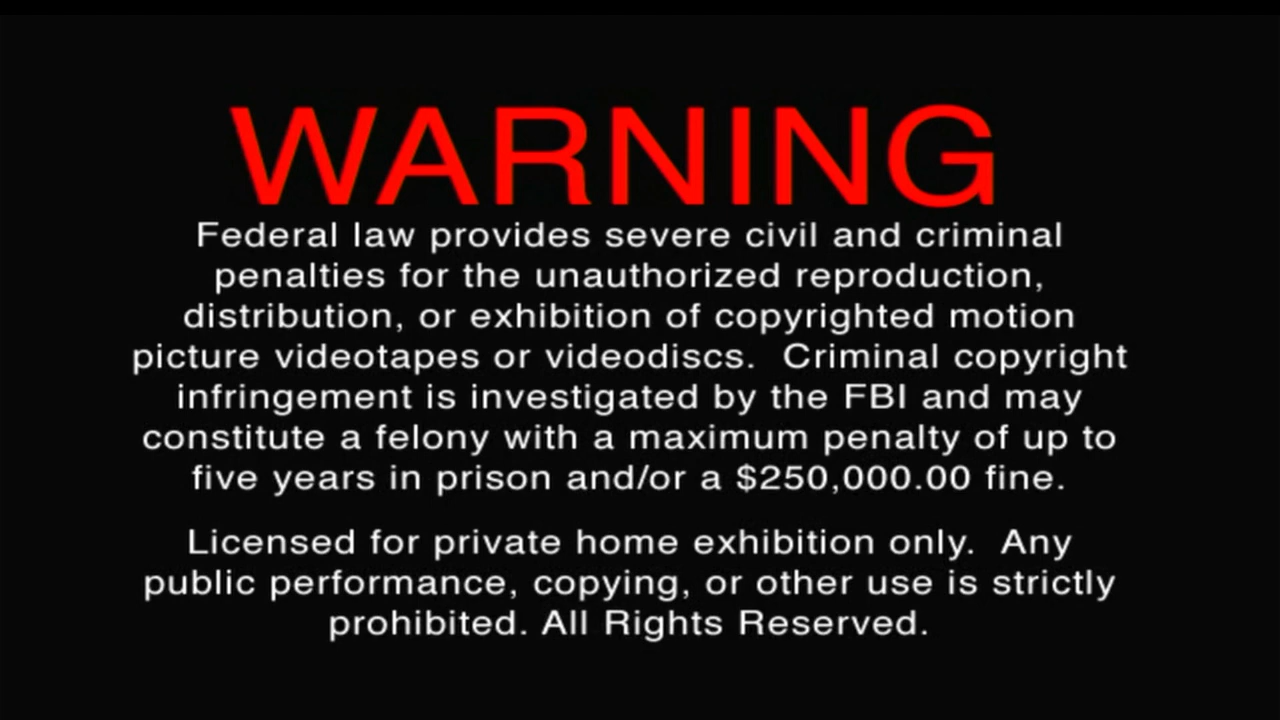 WARNING
Federal law provides severe civil and criminal
penalties for the unauthorized reproduction,
distribution, or exhibition of copyrighted motion
picture videotapes or videodiscs.  Criminal copyright
infringement is investigated by the FBI and may
constitute a felony with a maximum penalty of up to
five years in prison and/or a $250,000.00 fine.
Licensed for private home exhibition only.  Any
public performance, copying, or other use is strictly
prohibited. All Rights Reserved.